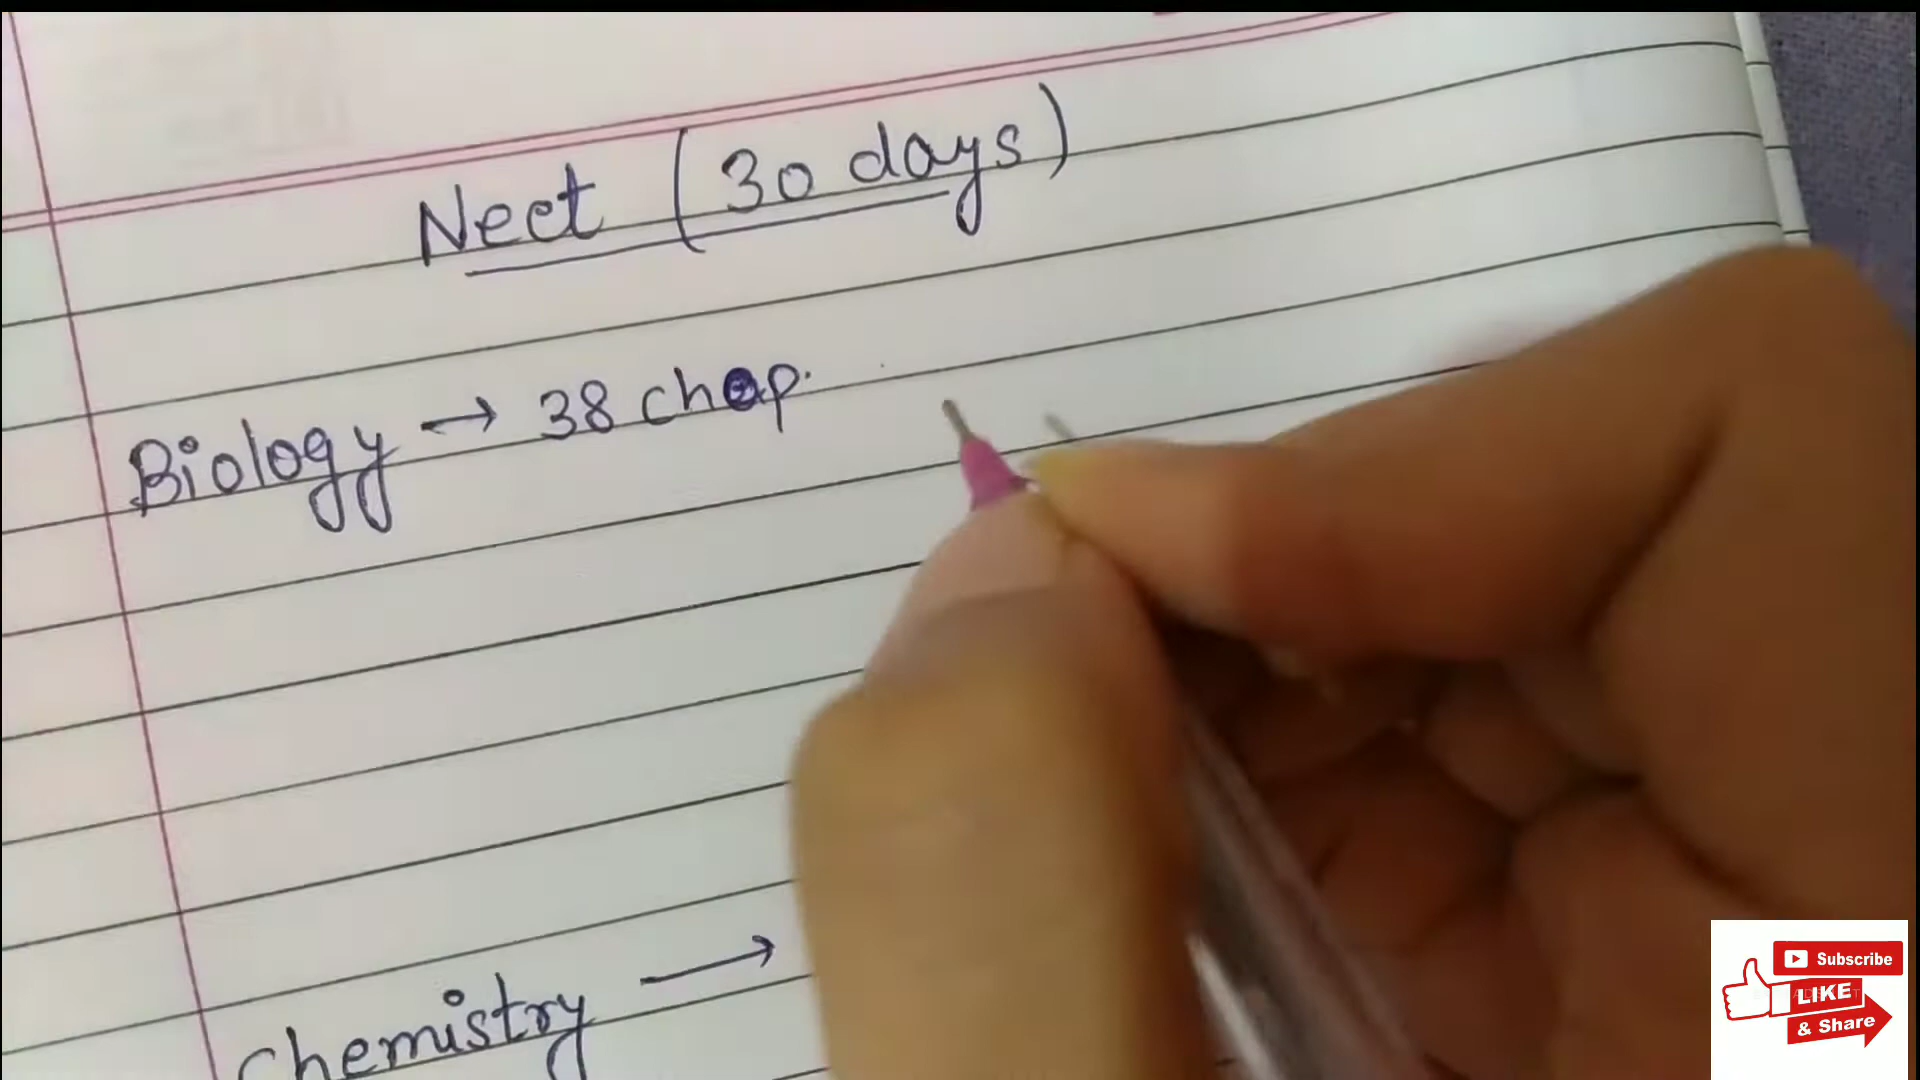 Neet (30 days)
Biology → 38 chap.
Chemistry →
Subscribe
LIKE
& Share